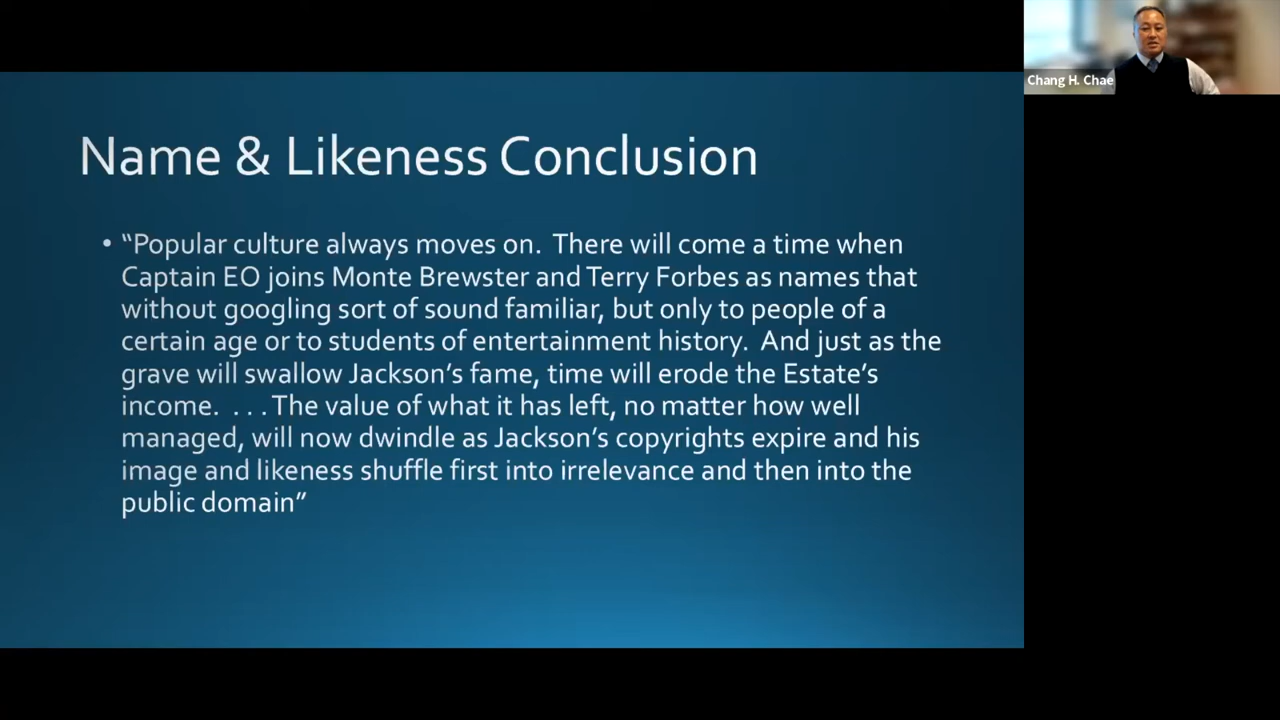 Name & Likeness Conclusion
• “Popular culture always moves on.  There will come a time when
Captain EO joins Monte Brewster and Terry Forbes as names that
without googling sort of sound familiar, but only to people of a
certain age or to students of entertainment history.  And just as the
grave will swallow Jackson’s fame, time will erode the Estate’s
income.  . . . The value of what it has left, no matter how well
managed, will now dwindle as Jackson’s copyrights expire and his
image and likeness shuffle first into irrelevance and then into the
public domain”
Chang H. Chae